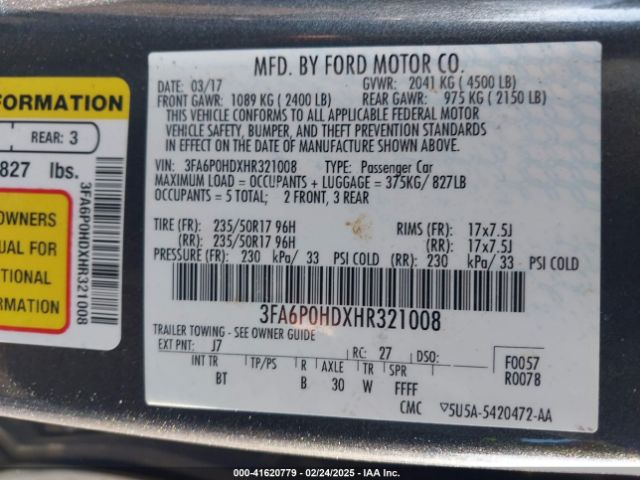 FORMATION
REAR: 3
827 lbs.
OWNERS
UAL FOR
TIONAL
FORMATION
3FA6P0HDXHR321008
MFD. BY FORD MOTOR CO.
DATE: 03/17 GVWR: 2041 KG ( 4500 LB)
FRONT GAWR: 1089 KG ( 2400 LB) REAR GAWR: 975 KG ( 2150 LB)
THIS VEHICLE CONFORMS TO ALL APPLICABLE FEDERAL MOTOR
VEHICLE SAFETY, BUMPER, AND THEFT PREVENTION STANDARDS
IN EFFECT ON THE DATE OF MANUFACTURE SHOWN ABOVE.
VIN: 3FA6P0HDXHR321008 TYPE: Passenger Car
MAXIMUM LOAD = OCCUPANTS + LUGGAGE = 375KG/ 827LB
OCCUPANTS = 5 TOTAL; 2 FRONT, 3 REAR
TIRE (FR): 235/50R17 96H RIMS (FR): 17x7.5J
(RR): 235/50R17 96H (RR): 17x7.5J
PRESSURE (FR): 230 kPa/ 33 PSI COLD (RR): 230 kPa/ 33 PSI COLD
3FA6P0HDXHR321008
TRAILER TOWING - SEE OWNER GUIDE
EXT PNT: J7 RC: 27 DSO: F0057
INT TR TP/PS R AXLE TR SPR R0078
BT B 30 W FFFF
CMC 5U5A-5420472-AA
000-41620779 - 02/24/2025 - IAA Inc.